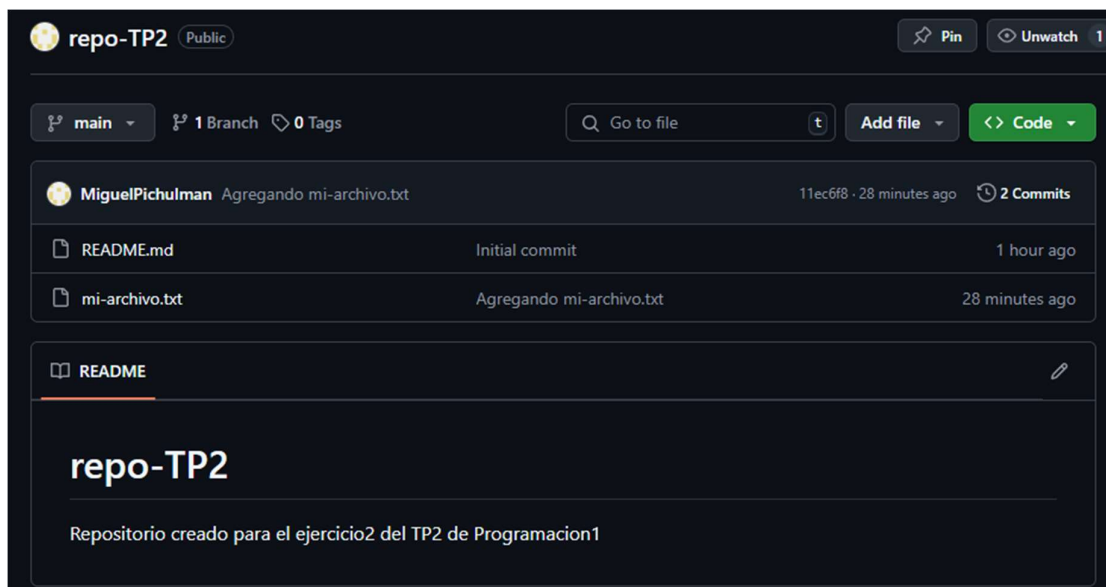 repo-TP2 Public Pin Unwatch 1
main 1 Branch 0 Tags Go to file t Add file <> Code
MiguelPichulman Agregando mi-archivo.txt 11ec6f8 · 28 minutes ago 2 Commits
README.md Initial commit 1 hour ago
mi-archivo.txt Agregando mi-archivo.txt 28 minutes ago
README
repo-TP2
Repositorio creado para el ejercicio2 del TP2 de Programacion1